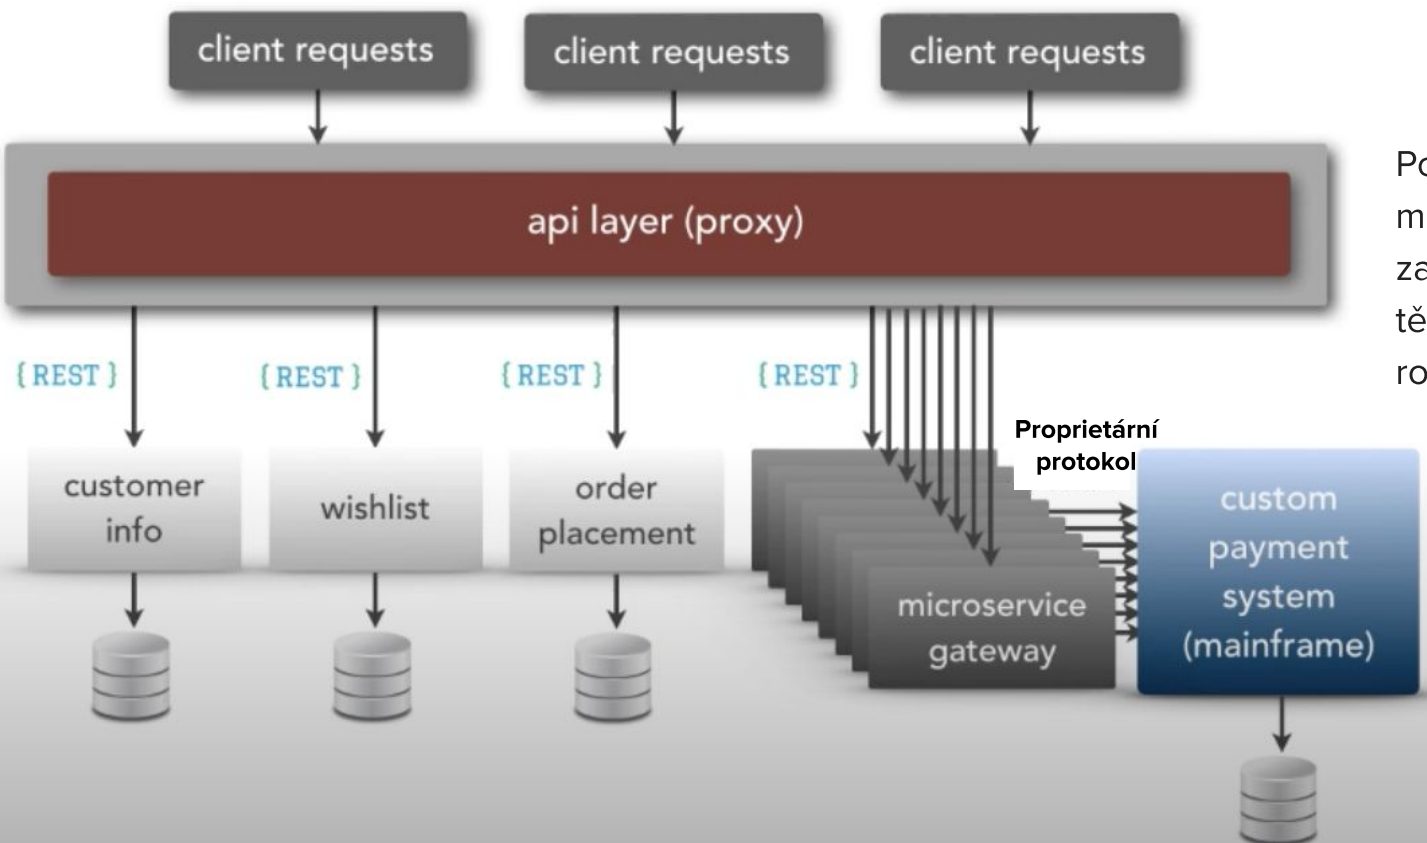 client requests
client requests
client requests
api layer (proxy)
{ REST }
{ REST }
{ REST }
{ REST }
Proprietární
protokol
customer
info
wishlist
order
placement
microservice
gateway
custom
payment
system
(mainframe)